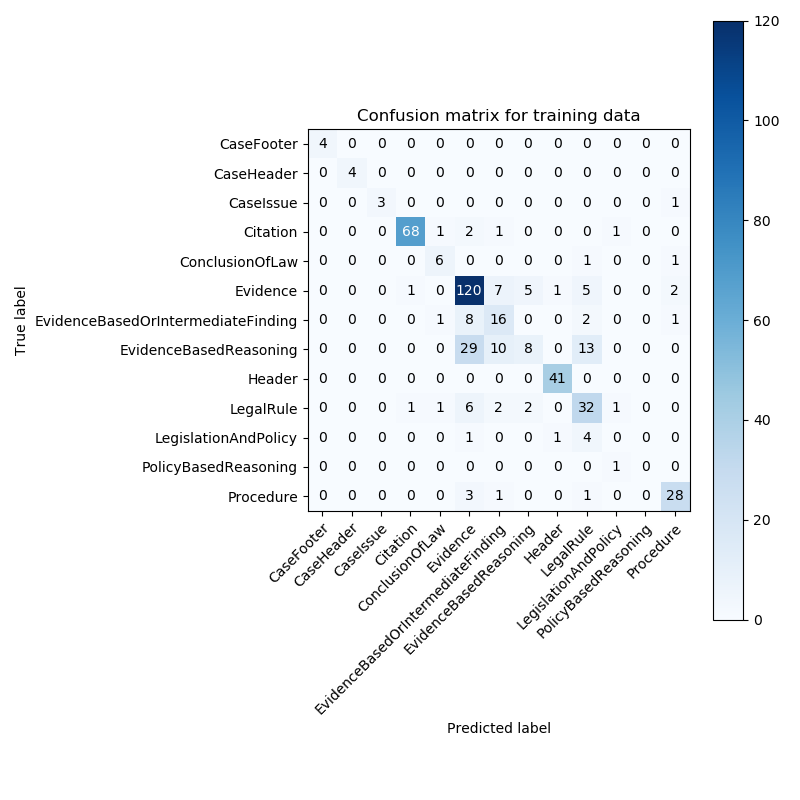 Confusion matrix for training data
True label
CaseFooter 4 0 0 0 0 0 0 0 0 0 0 0 0
CaseHeader 0 4 0 0 0 0 0 0 0 0 0 0 0
CaseIssue 0 0 3 0 0 0 0 0 0 0 0 0 1
Citation 0 0 0 68 1 2 1 0 0 0 1 0 0
ConclusionOfLaw 0 0 0 0 6 0 0 0 0 1 0 0 1
Evidence 0 0 0 1 0 120 7 5 1 5 0 0 2
EvidenceBasedOrIntermediateFinding 0 0 0 0 1 8 16 0 0 2 0 0 1
EvidenceBasedReasoning 0 0 0 0 0 29 10 8 0 13 0 0 0
Header 0 0 0 0 0 0 0 0 41 0 0 0 0
LegalRule 0 0 0 1 1 6 2 2 0 32 1 0 0
LegislationAndPolicy 0 0 0 0 0 1 0 0 1 4 0 0 0
PolicyBasedReasoning 0 0 0 0 0 0 0 0 0 0 1 0 0
Procedure 0 0 0 0 0 3 1 0 0 1 0 0 28
CaseFooter
CaseHeader
CaseIssue
Citation
ConclusionOfLaw
Evidence
EvidenceBasedOrIntermediateFinding
EvidenceBasedReasoning
Header
LegalRule
LegislationAndPolicy
PolicyBasedReasoning
Procedure
Predicted label
120
100
80
60
40
20
0